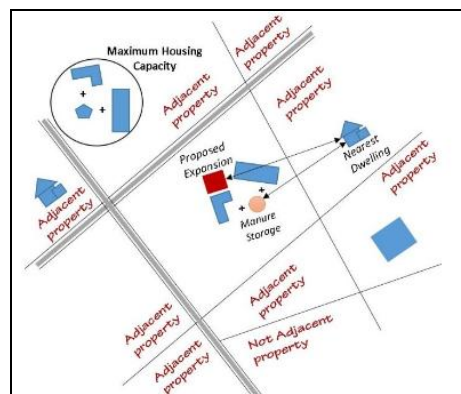 Maximum Housing
Capacity
+
+
Adjacent
property
Adjacent
property
Adjacent
property
Proposed
Expansion
Nearest
Dwelling
Adjacent
property
Adjacent
property
+
+
Manure
Storage
Adjacent
property
Adjacent
property
Not Adjacent
property
Adjacent
property